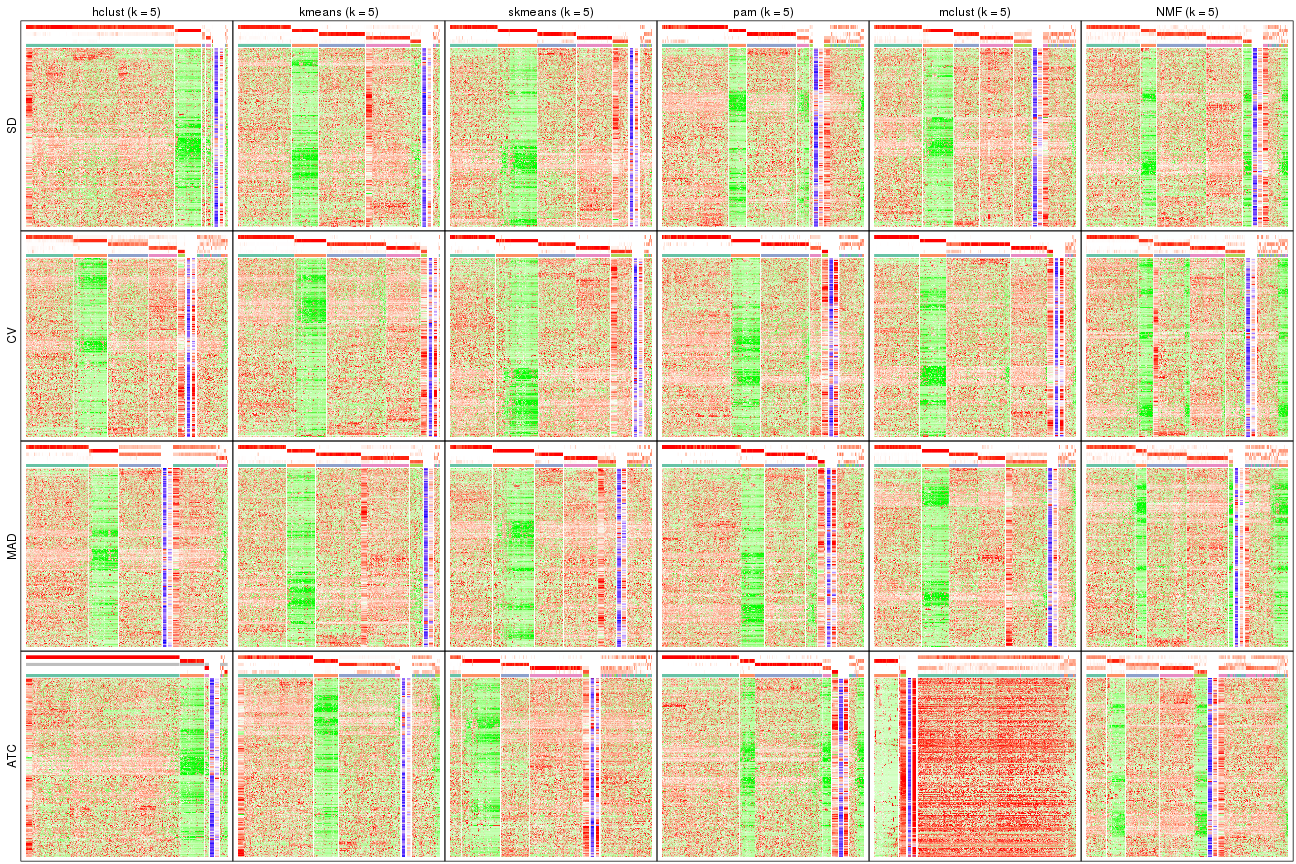 hclust (k = 5) kmeans (k = 5) skmeans (k = 5) pam (k = 5) mclust (k = 5) NMF (k = 5)
SD
CV
MAD
ATC